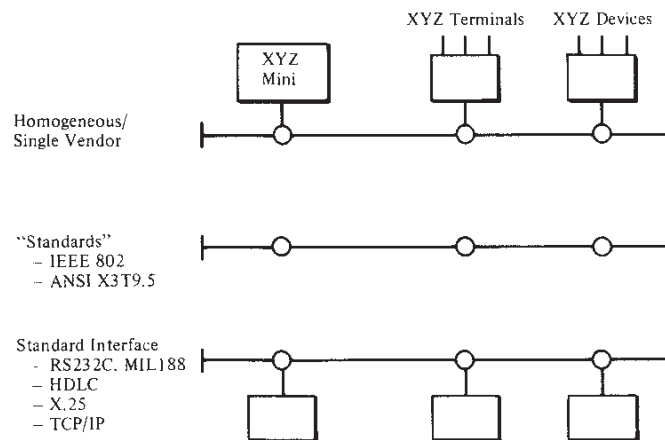 XYZ Terminals
XYZ Devices
XYZ
Mini
Homogeneous/
Single Vendor
“Standards”
– IEEE 802
– ANSI X3T9.5
Standard Interface
- RS232C, MIL188
– HDLC
– X.25
– TCP/IP